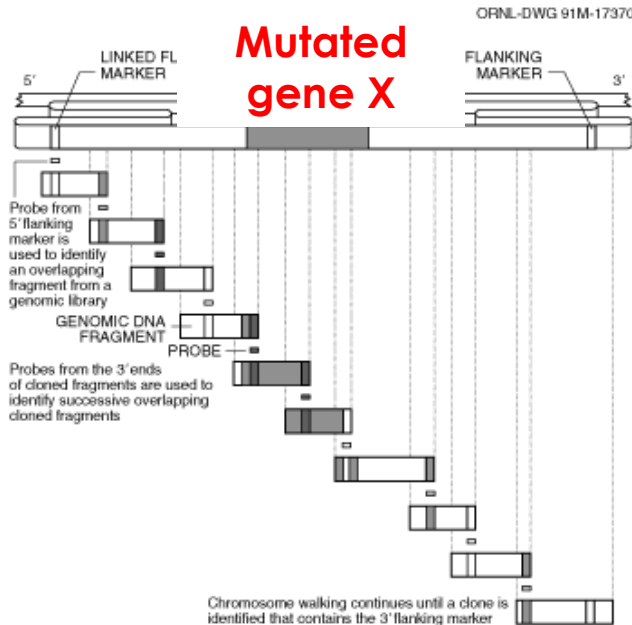 ORNL-DWG 91M-17370
Mutated
gene X
LINKED FL
MARKER
FLANKING
MARKER
5'
3'
Probe from
5' flanking
marker is
used to identify
an overlapping
fragment from a
genomic library
GENOMIC DNA
FRAGMENT
PROBE
Probes from the 3' ends
of cloned fragments are used to
identify successive overlapping
cloned fragments
Chromosome walking continues until a clone is
identified that contains the 3' flanking marker